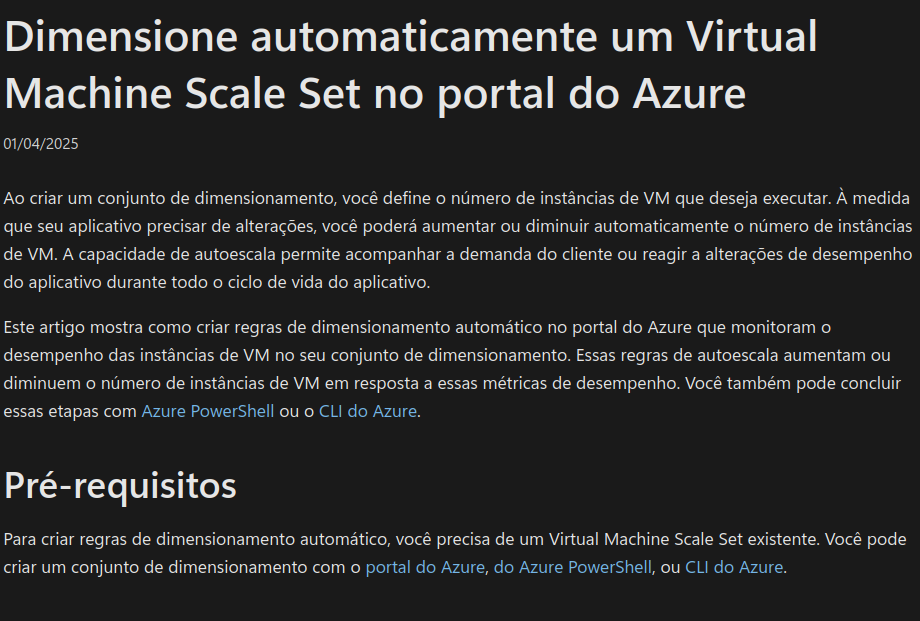 Dimensione automaticamente um Virtual
Machine Scale Set no portal do Azure
01/04/2025
Ao criar um conjunto de dimensionamento, você define o número de instâncias de VM que deseja executar. À medida
que seu aplicativo precisar de alterações, você poderá aumentar ou diminuir automaticamente o número de instâncias
de VM. A capacidade de autoescala permite acompanhar a demanda do cliente ou reagir a alterações de desempenho
do aplicativo durante todo o ciclo de vida do aplicativo.
Este artigo mostra como criar regras de dimensionamento automático no portal do Azure que monitoram o
desempenho das instâncias de VM no seu conjunto de dimensionamento. Essas regras de autoescala aumentam ou
diminuem o número de instâncias de VM em resposta a essas métricas de desempenho. Você também pode concluir
essas etapas com Azure PowerShell ou o CLI do Azure.
Pré-requisitos
Para criar regras de dimensionamento automático, você precisa de um Virtual Machine Scale Set existente. Você pode
criar um conjunto de dimensionamento com o portal do Azure, do Azure PowerShell, ou CLI do Azure.